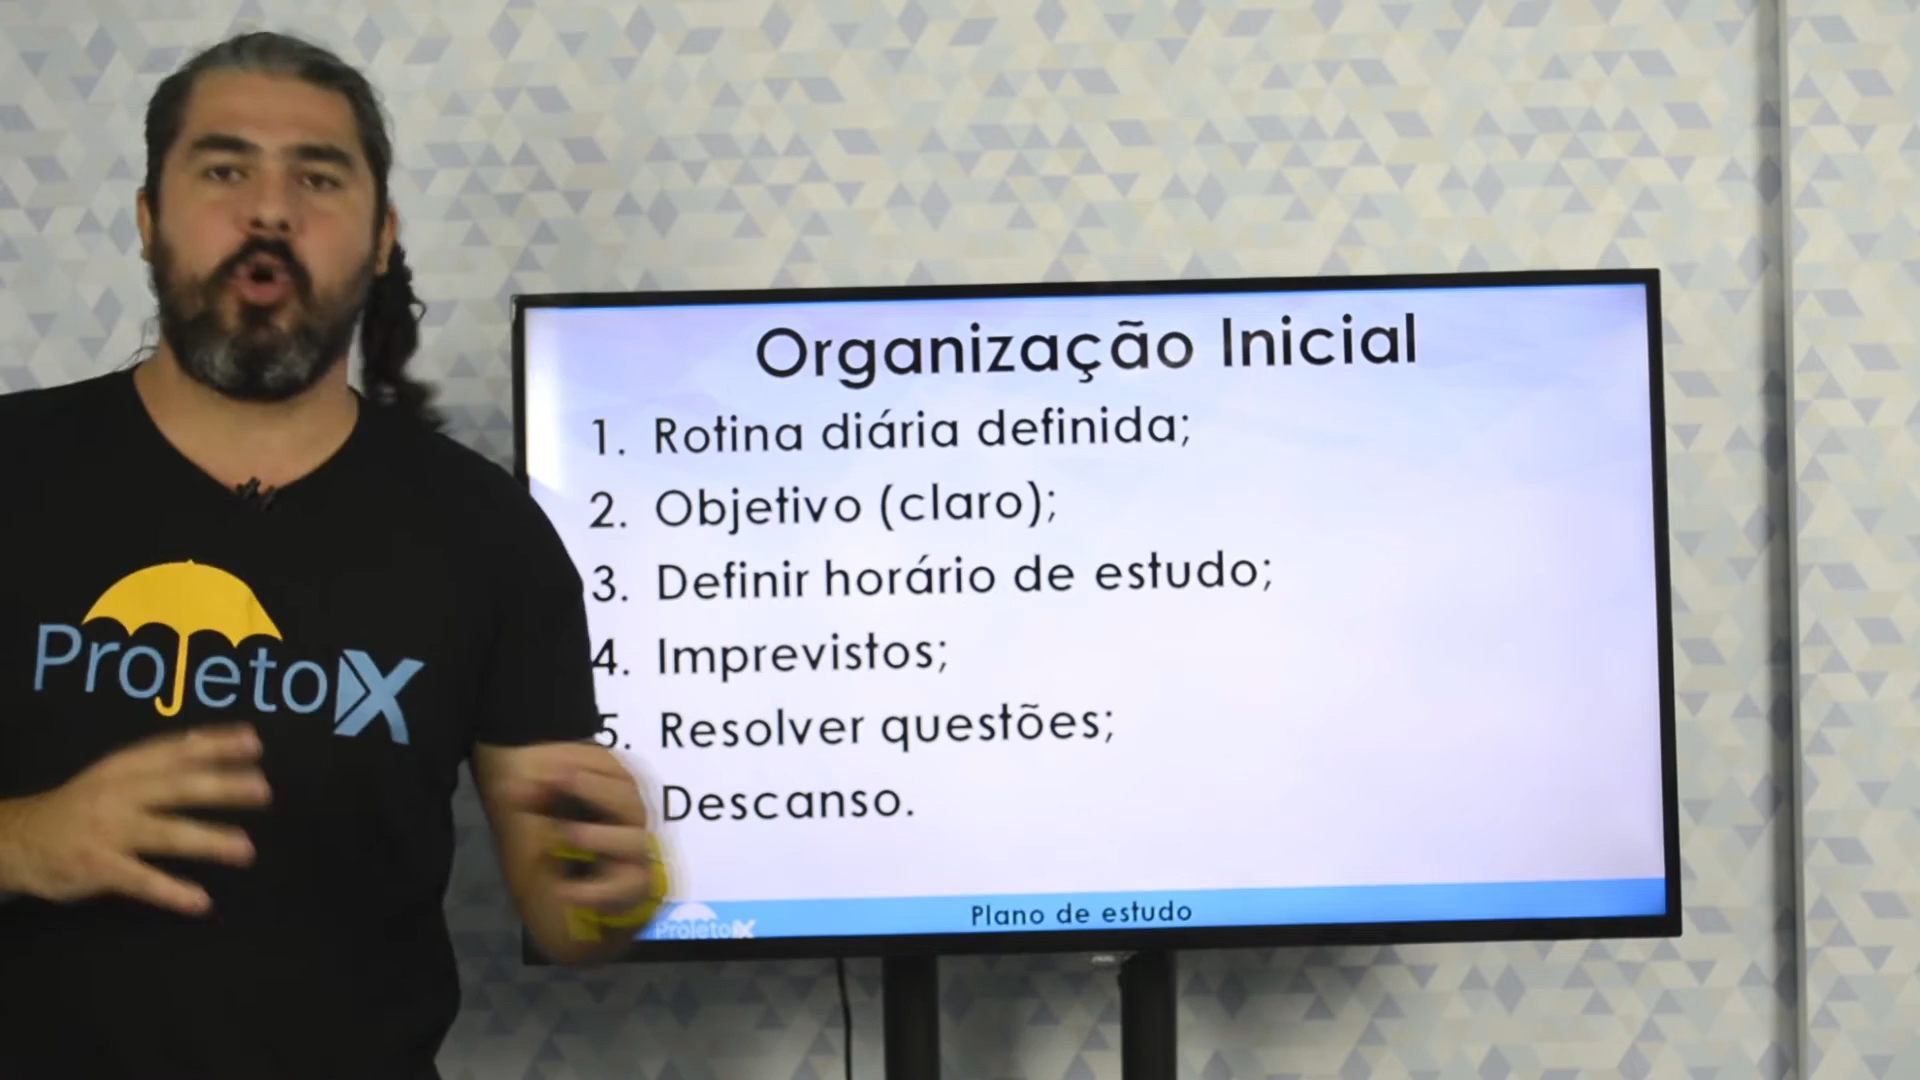 Organização Inicial
1. Rotina diária definida;
2. Objetivo (claro);
3. Definir horário de estudo;
4. Imprevistos;
5. Resolver questões;
Descanso.
Plano de estudo
ProjetoX
ProjetoX